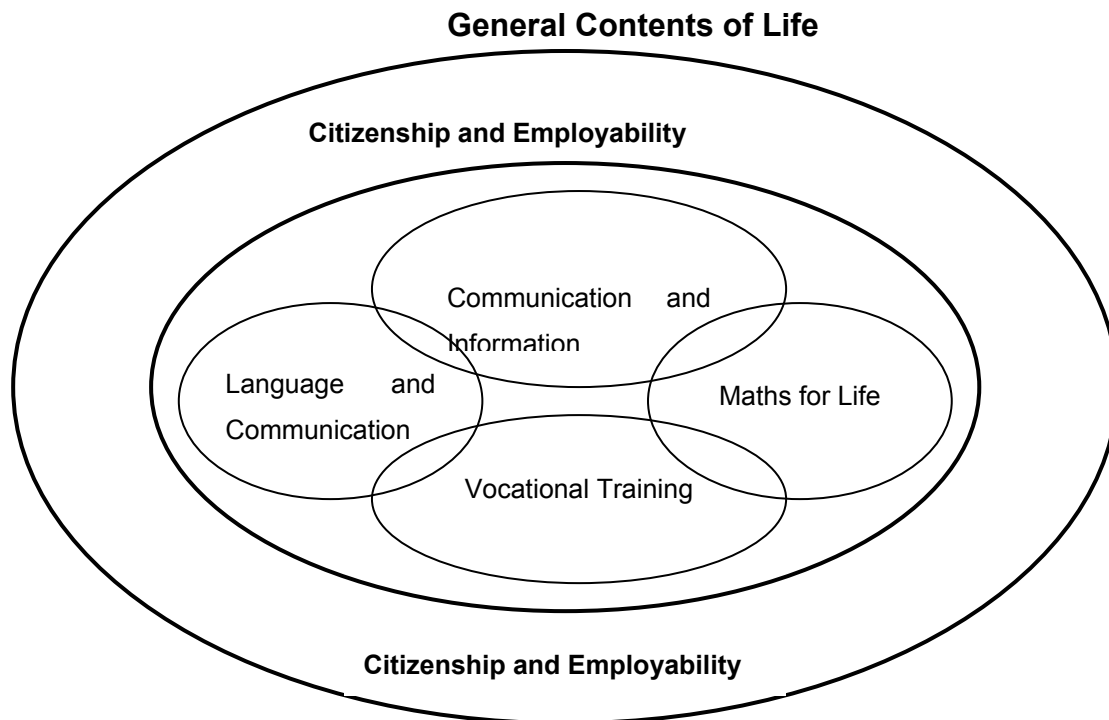 General Contents of Life
Citizenship and Employability
Communication and
Information
Language and
Communication
Maths for Life
Vocational Training
Citizenship and Employability